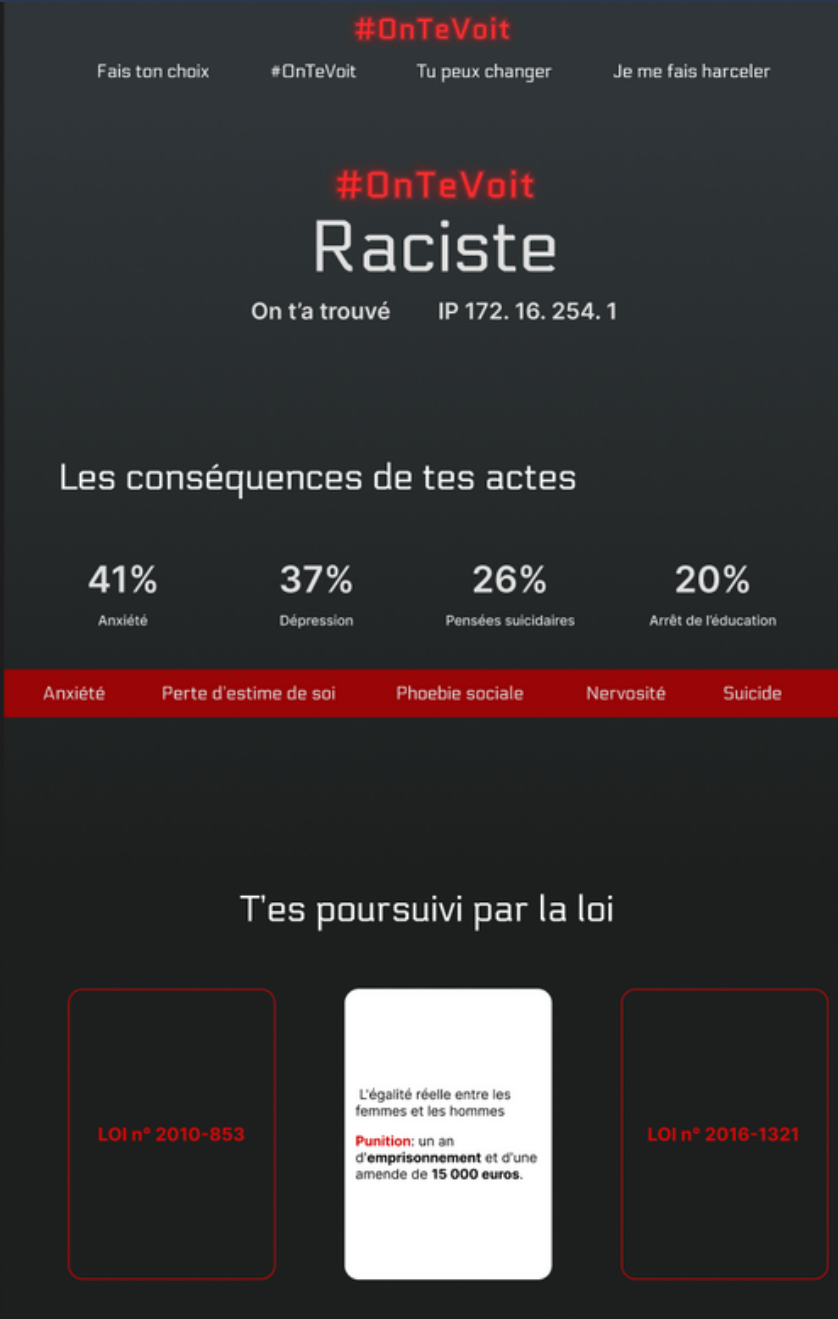 #OnTeVoit
Fais ton choix #OnTeVoit Tu peux changer Je me fais harceler
#OnTeVoit
Raciste
On t'a trouvé IP 172. 16. 254. 1
Les conséquences de tes actes
41% 37% 26% 20%
Anxiété Dépression Pensées suicidaires Arrêt de l'éducation
Anxiété Perte d'estime de soi Phoebie sociale Nervosité Suicide
T'es poursuivi par la loi
LOI n° 2010-853
L'égalité réelle entre les
femmes et les hommes
Punition: un an
d'emprisonnement et d'une
amende de 15 000 euros.
LOI n° 2016-1321